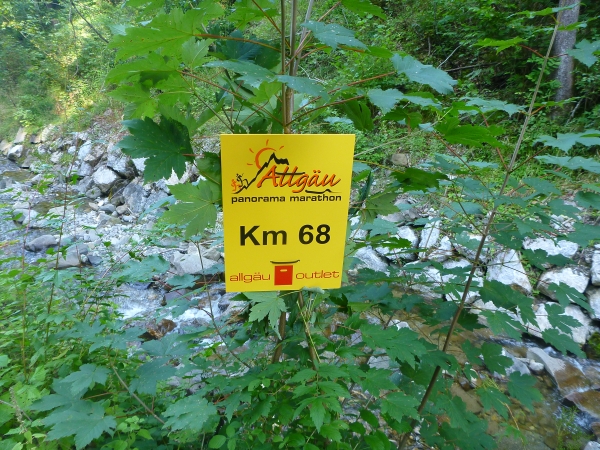 Allgäu
panorama marathon
Km 68
allgäu outlet